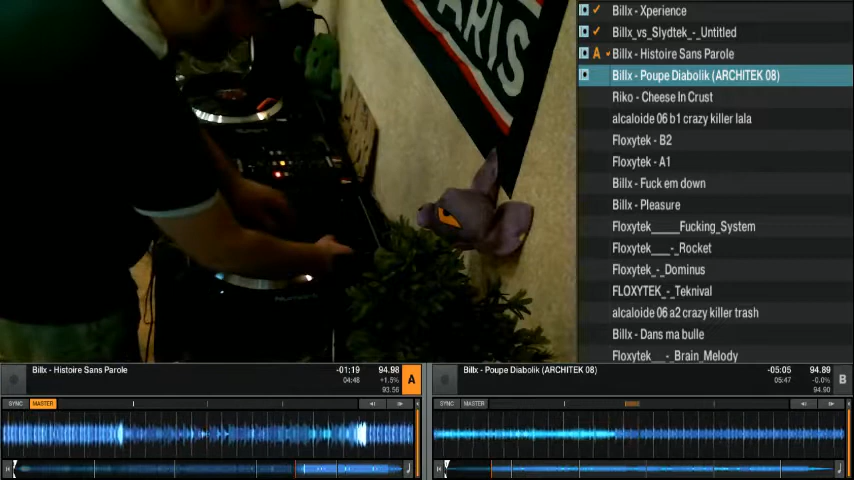 ARIS
Billx - Xperience
Billx_vs_Slydtek_-_Untitled
A Billx - Histoire Sans Parole
Billx - Poupe Diabolik (ARCHITEK 08)
Riko - Cheese In Crust
alcaloide 06 b1 crazy killer lala
Floxytek - B2
Floxytek - A1
Billx - Fuck em down
Billx - Pleasure
Floxytek_____Fucking_System
Floxytek___-_Rocket
Floxytek_-_Dominus
FLOXYTEK_-_Teknival
alcaloide 06 a2 crazy killer trash
Billx - Dans ma bulle
Floxytek__-_Brain_Melody
Billx - Histoire Sans Parole -01:19 94.98 A
04:48 +1.5%
93.56
SYNC MASTER
Billx - Poupe Diabolik (ARCHITEK 08) -05:05 94.89 B
05:47 -0.0%
94.90
SYNC MASTER